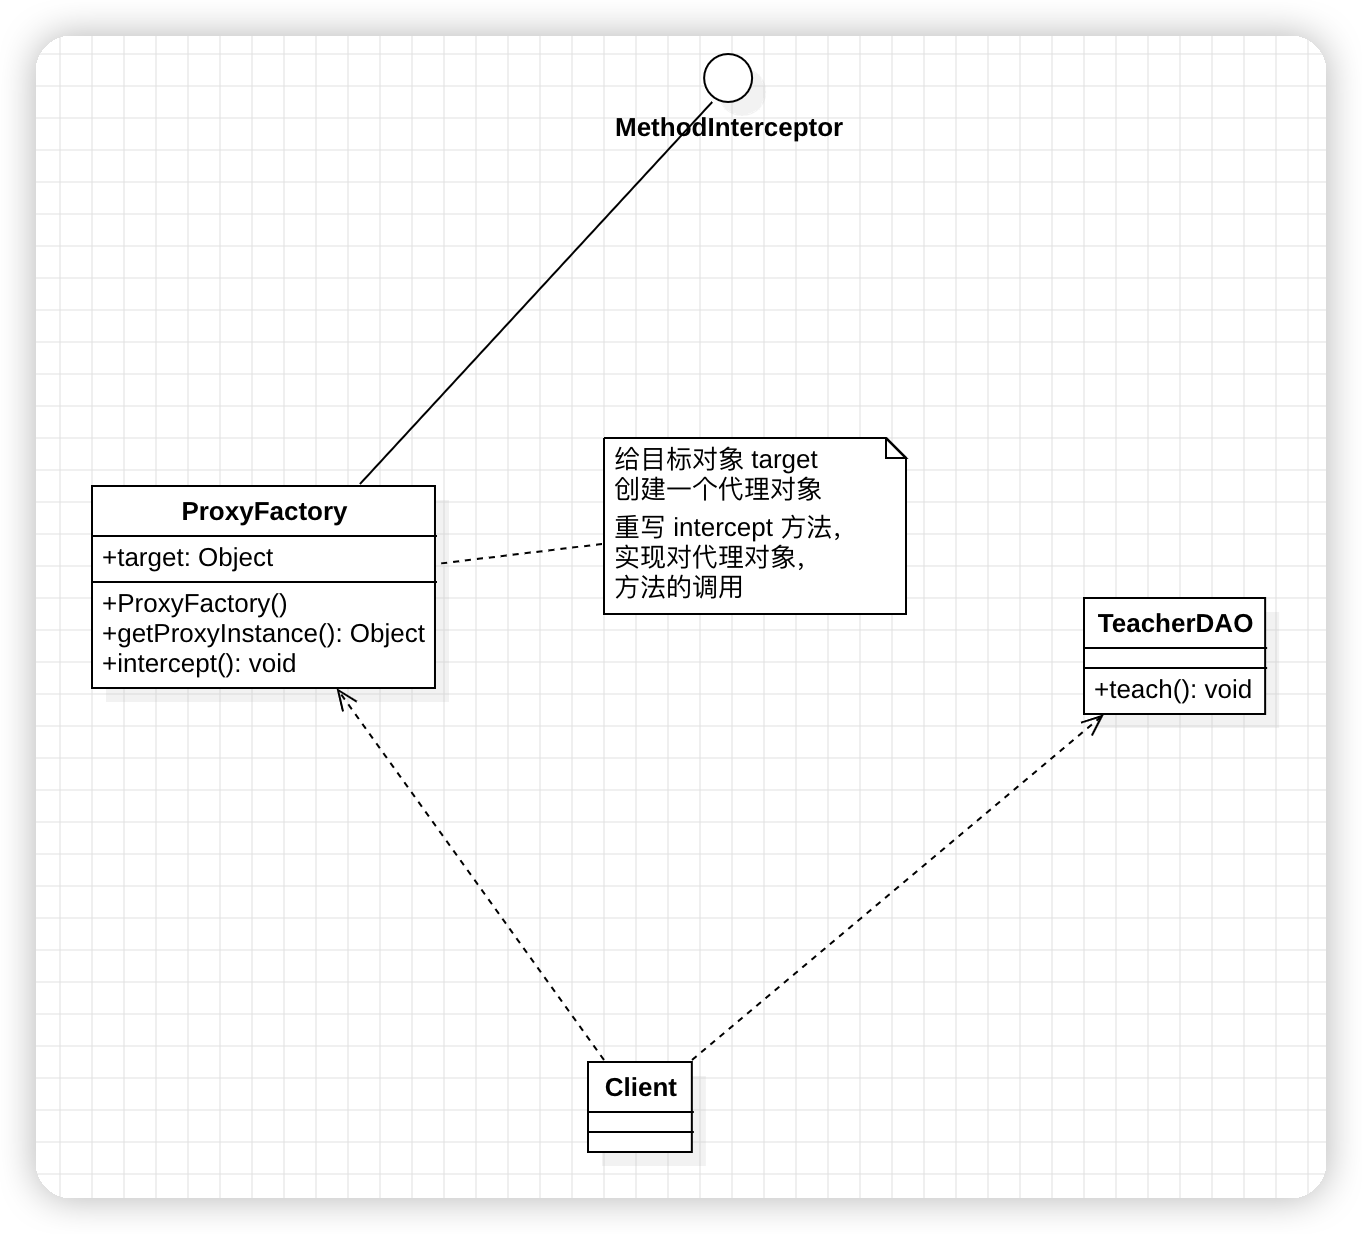 MethodInterceptor
给目标对象 target
创建一个代理对象
重写 intercept 方法，
实现对代理对象，
方法的调用
ProxyFactory
+target: Object
+ProxyFactory()
+getProxyInstance(): Object
+intercept(): void
TeacherDAO
+teach(): void
Client